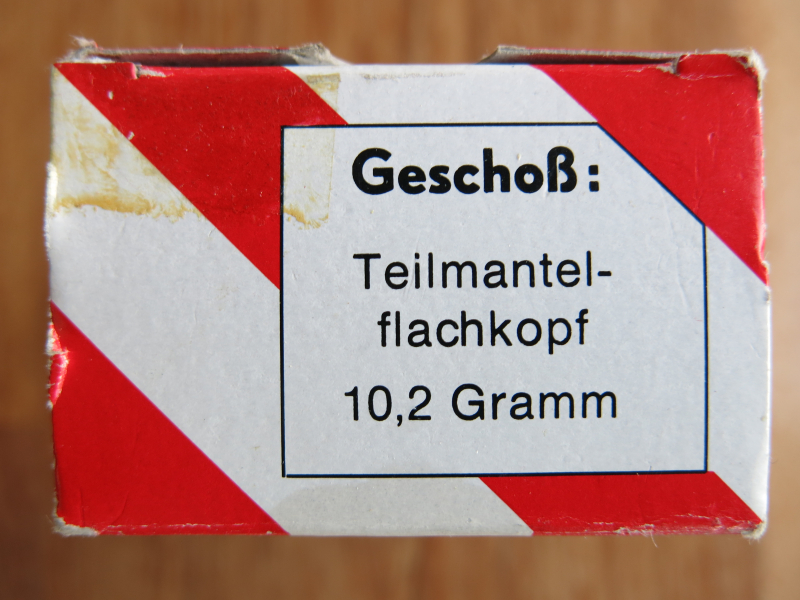 Geschoß:
Teilmantel-
flachkopf
10,2 Gramm